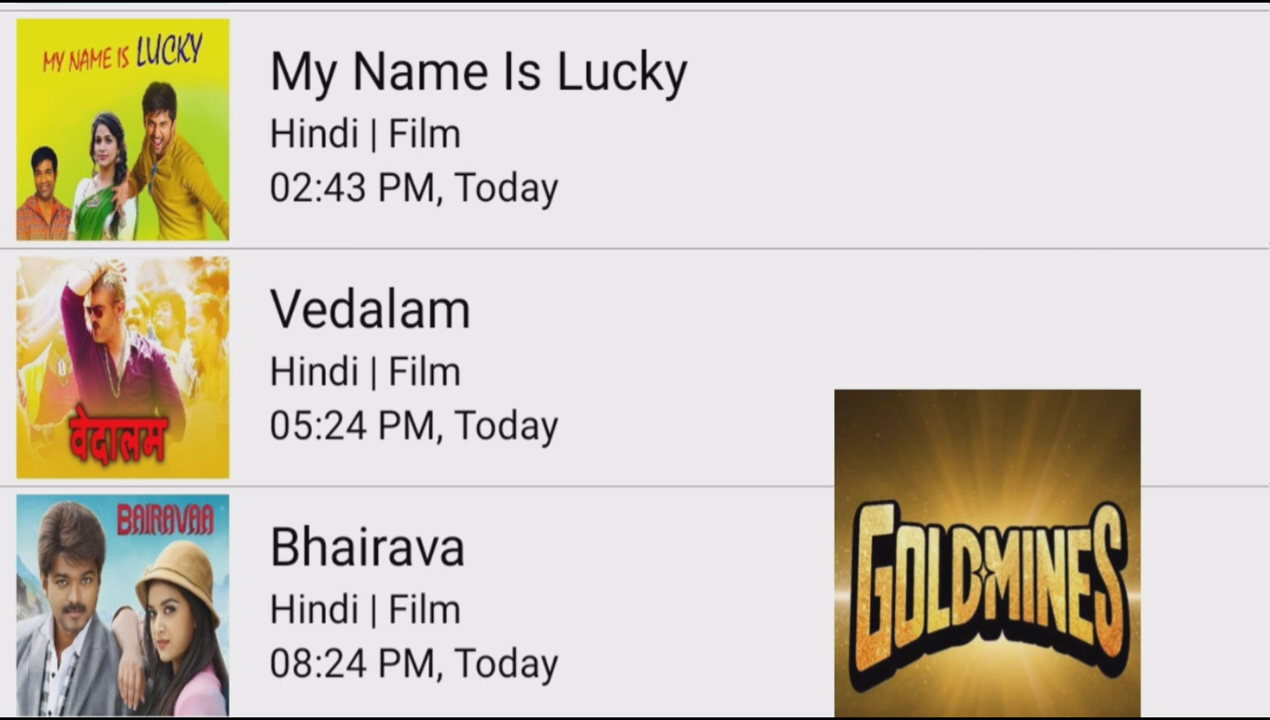 MY NAME IS LUCKY
My Name Is Lucky
Hindi | Film
02:43 PM, Today
वेदालम
Vedalam
Hindi | Film
05:24 PM, Today
BAIRAVAA
Bhairava
Hindi | Film
08:24 PM, Today
GOLDMINES